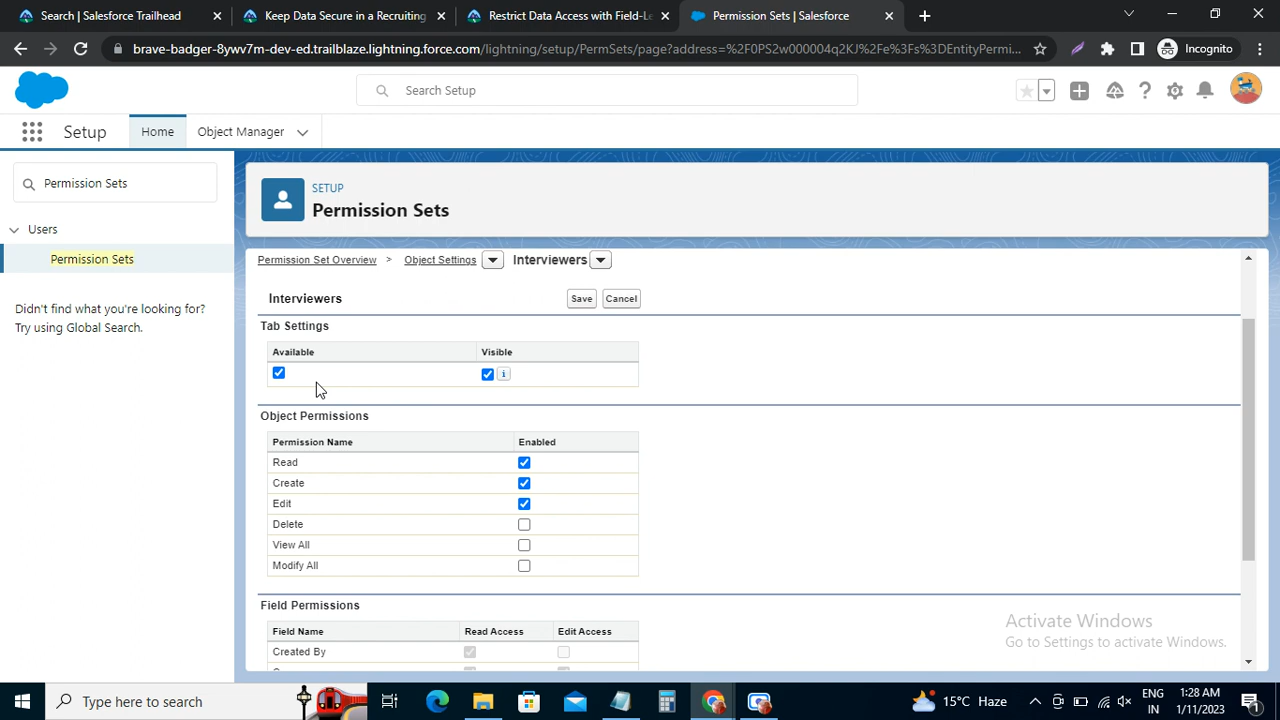 Search | Salesforce Trailhead
Keep Data Secure in a Recruiting
Restrict Data Access with Field-Le
Permission Sets | Salesforce
brave-badger-8ywv7m-dev-ed.trailblaze.lightning.force.com/lightning/setup/PermSets/page?address=%2F0PS2w000004q2KJ%2Fe%3Fs%3DEntityPermi...
Incognito
Search Setup
Setup
Home
Object Manager
Permission Sets
Users
Permission Sets
Didn't find what you're looking for?
Try using Global Search.
SETUP
Permission Sets
Permission Set Overview > Object Settings Interviewers
Interviewers Save Cancel
Tab Settings
Available Visible
i
Object Permissions
Permission Name Enabled
Read
Create
Edit
Delete
View All
Modify All
Field Permissions
Field Name Read Access Edit Access
Created By
Activate Windows
Go to Settings to activate Windows.
Type here to search
15°C Haze
ENG
IN
1:28 AM
1/11/2023
1